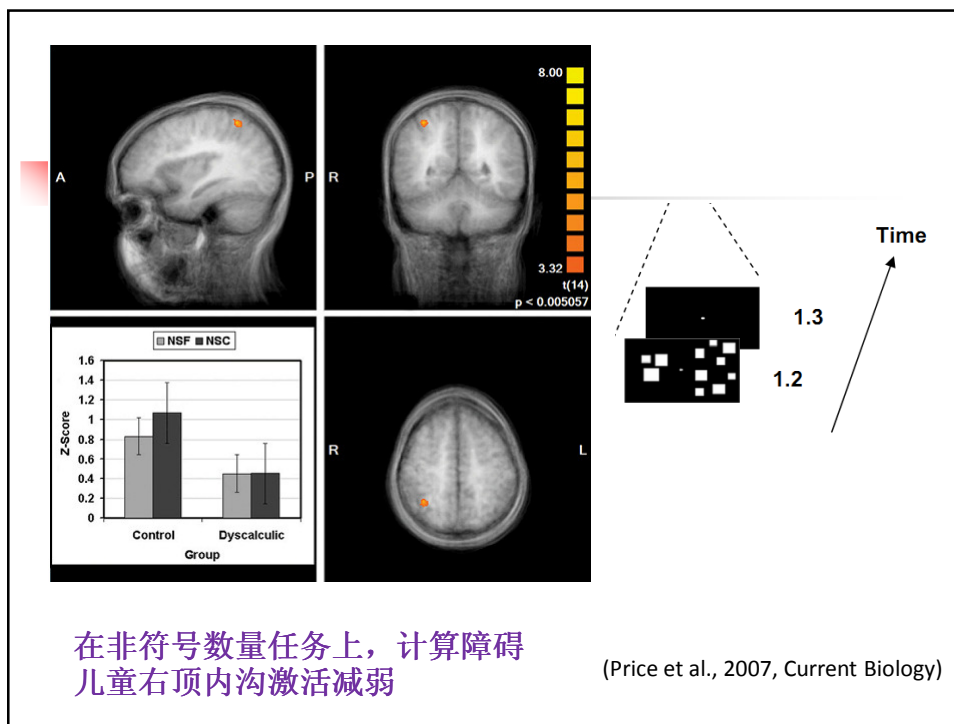 8.00
A
P
R
3.32
t(14)
p < 0.005057
Time
1.3
1.2
NSF NSC
1.6
1.4
1.2
1
0.8
0.6
0.4
0.2
0
Z-Score
Control Dyscalculic
Group
R
L
在非符号数量任务上，计算障碍
儿童右顶内沟激活减弱
(Price et al., 2007, Current Biology)